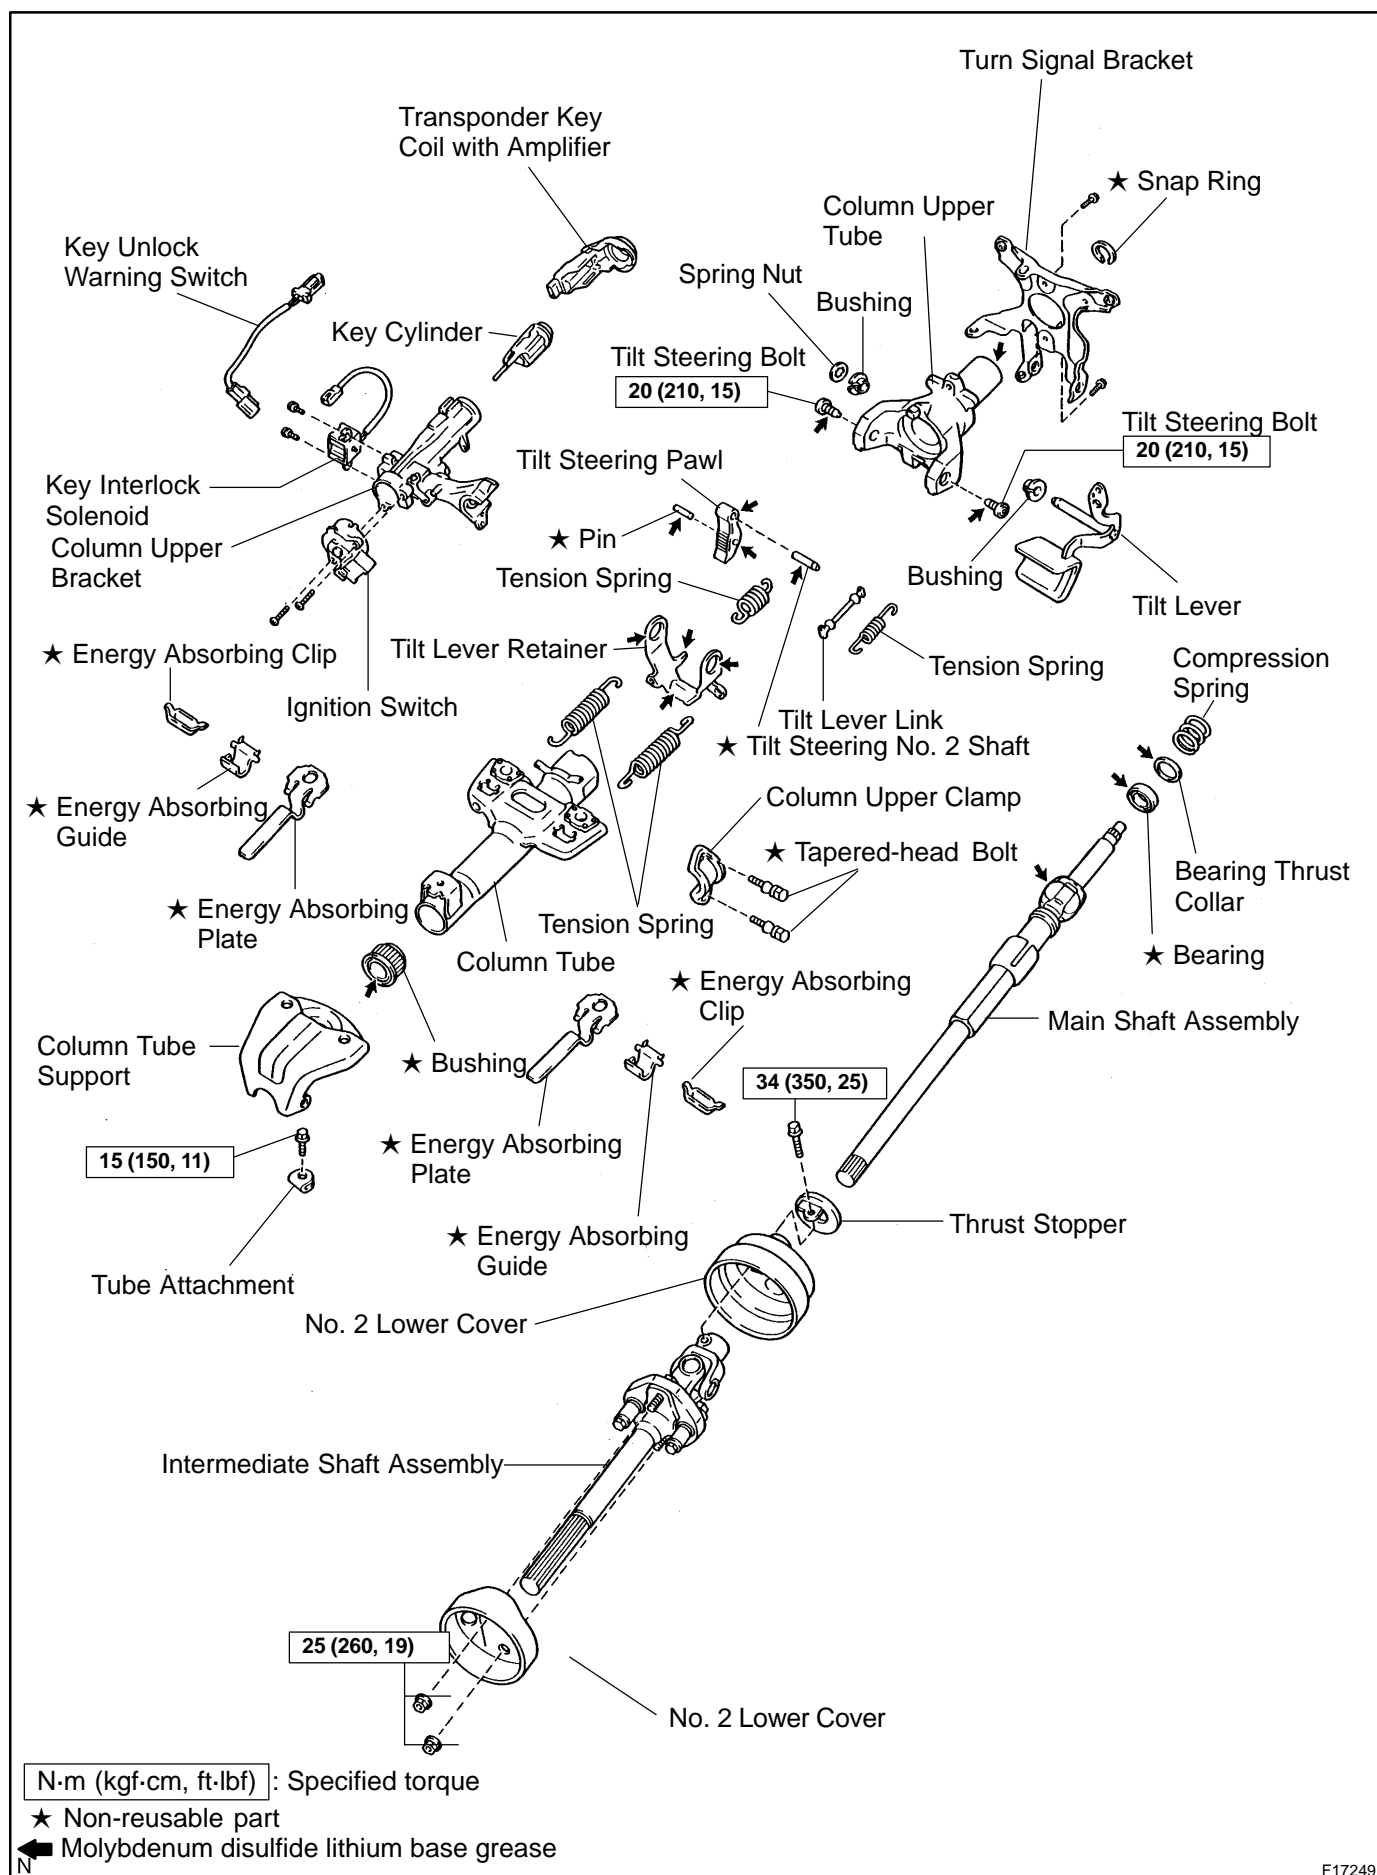 Turn Signal Bracket
Transponder Key
Coil with Amplifier
★ Snap Ring
Column Upper
Tube
Key Unlock
Warning Switch
Spring Nut
Bushing
Key Cylinder
Tilt Steering Bolt
20 (210, 15)
Tilt Steering Bolt
20 (210, 15)
Tilt Steering Pawl
Key Interlock
Solenoid
Column Upper
Bracket
★ Pin
Tension Spring
Bushing
Tilt Lever
★ Energy Absorbing Clip
Tilt Lever Retainer
Tension Spring
Compression
Spring
Ignition Switch
Tilt Lever Link
★ Tilt Steering No. 2 Shaft
★ Energy Absorbing
Guide
Column Upper Clamp
★ Tapered-head Bolt
Bearing Thrust
Collar
★ Energy Absorbing
Plate
Tension Spring
Column Tube
★ Bearing
★ Energy Absorbing
Clip
Main Shaft Assembly
Column Tube
Support
★ Bushing
34 (350, 25)
15 (150, 11)
★ Energy Absorbing
Plate
Thrust Stopper
★ Energy Absorbing
Guide
Tube Attachment
No. 2 Lower Cover
Intermediate Shaft Assembly
25 (260, 19)
No. 2 Lower Cover
N·m (kgf·cm, ft·lbf) : Specified torque
★ Non-reusable part
Molybdenum disulfide lithium base grease
N
F17249